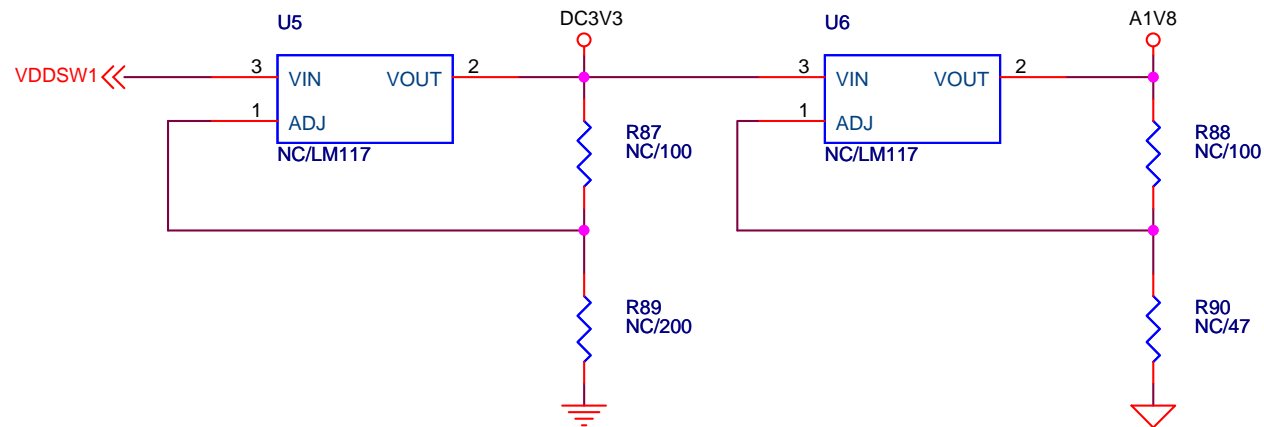 U5
DC3V3
U6
A1V8
VDDSW1
3
VIN
VOUT
2
1
ADJ
NC/LM117
3
VIN
VOUT
2
1
ADJ
NC/LM117
R87
NC/100
R88
NC/100
R89
NC/200
R90
NC/47